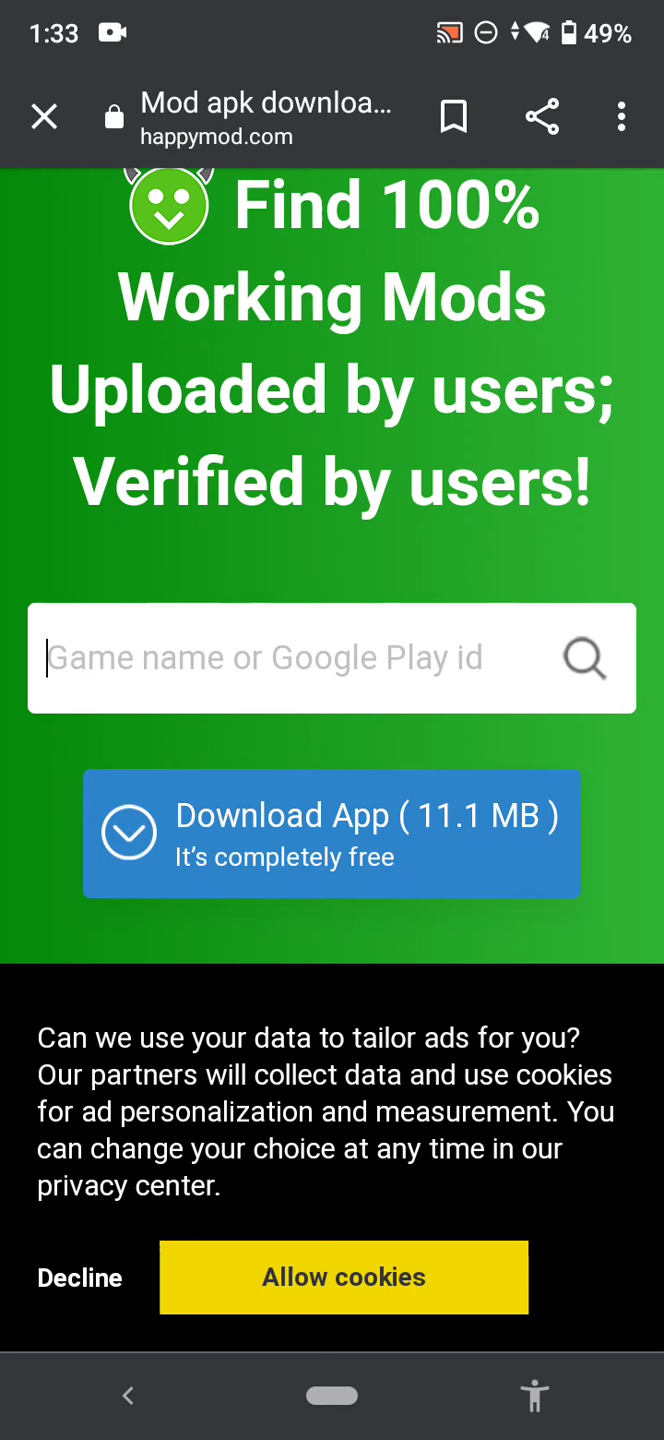 1:33
4
49%
Mod apk downloa...
happymod.com
Find 100%
Working Mods
Uploaded by users;
Verified by users!
Game name or Google Play id
Download App ( 11.1 MB )
It's completely free
Can we use your data to tailor ads for you?
Our partners will collect data and use cookies
for ad personalization and measurement. You
can change your choice at any time in our
privacy center.
Decline
Allow cookies